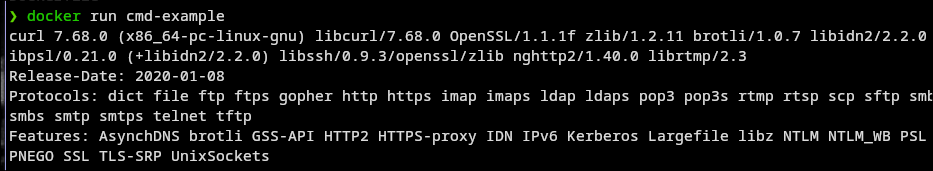 ❯ docker run cmd-example
curl 7.68.0 (x86_64-pc-linux-gnu) libcurl/7.68.0 OpenSSL/1.1.1f zlib/1.2.11 brotli/1.0.7 libidn2/2.2.0
ibpsl/0.21.0 (+libidn2/2.2.0) libssh/0.9.3/openssl/zlib nghttp2/1.40.0 librtmp/2.3
Release-Date: 2020-01-08
Protocols: dict file ftp ftps gopher http https imap imaps ldap ldaps pop3 pop3s rtmp rtsp scp sftp smb
smbs smtp smtps telnet tftp
Features: AsynchDNS brotli GSS-API HTTP2 HTTPS-proxy IDN IPv6 Kerberos Largefile libz NTLM NTLM_WB PSL
PNEGO SSL TLS-SRP UnixSockets